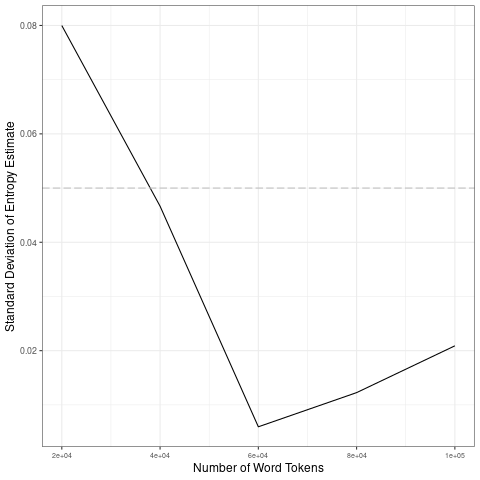 Standard Deviation of Entropy Estimate
0.08
0.06
0.04
0.02
2e+04 4e+04 6e+04 8e+04 1e+05
Number of Word Tokens